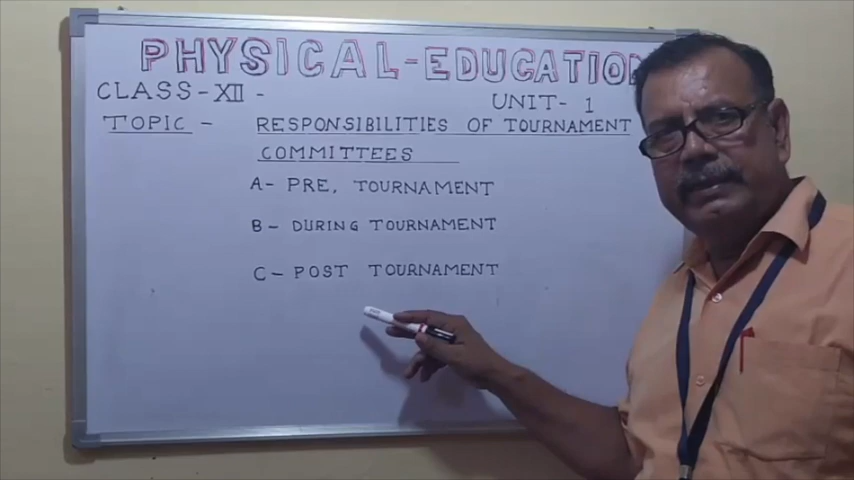 PHYSICAL-EDUCATION
CLASS-XII -
UNIT- 1
TOPIC - RESPONSIBILITIES OF TOURNAMENT
COMMITTEES
A- PRE, TOURNAMENT
B- DURING TOURNAMENT
C- POST TOURNAMENT